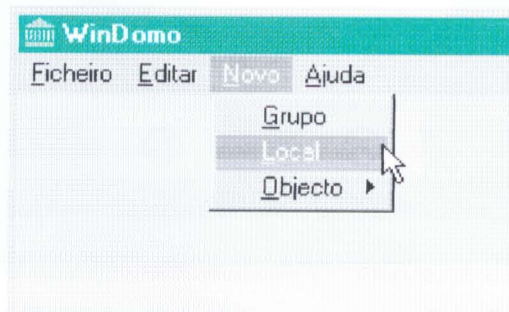 WinDomo
Ficheiro Editar Novo Ajuda
Grupo
Local
Objecto